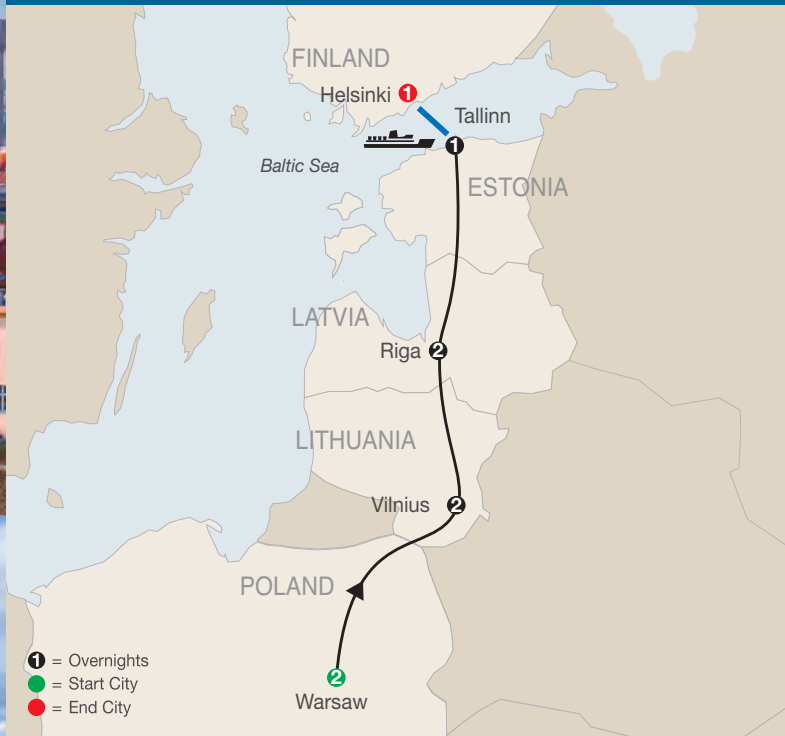 FINLAND
Helsinki 1
Tallinn
1
Baltic Sea
ESTONIA
LATVIA
Riga 2
LITHUANIA
Vilnius 2
POLAND
2
Warsaw
1 = Overnights
= Start City
= End City